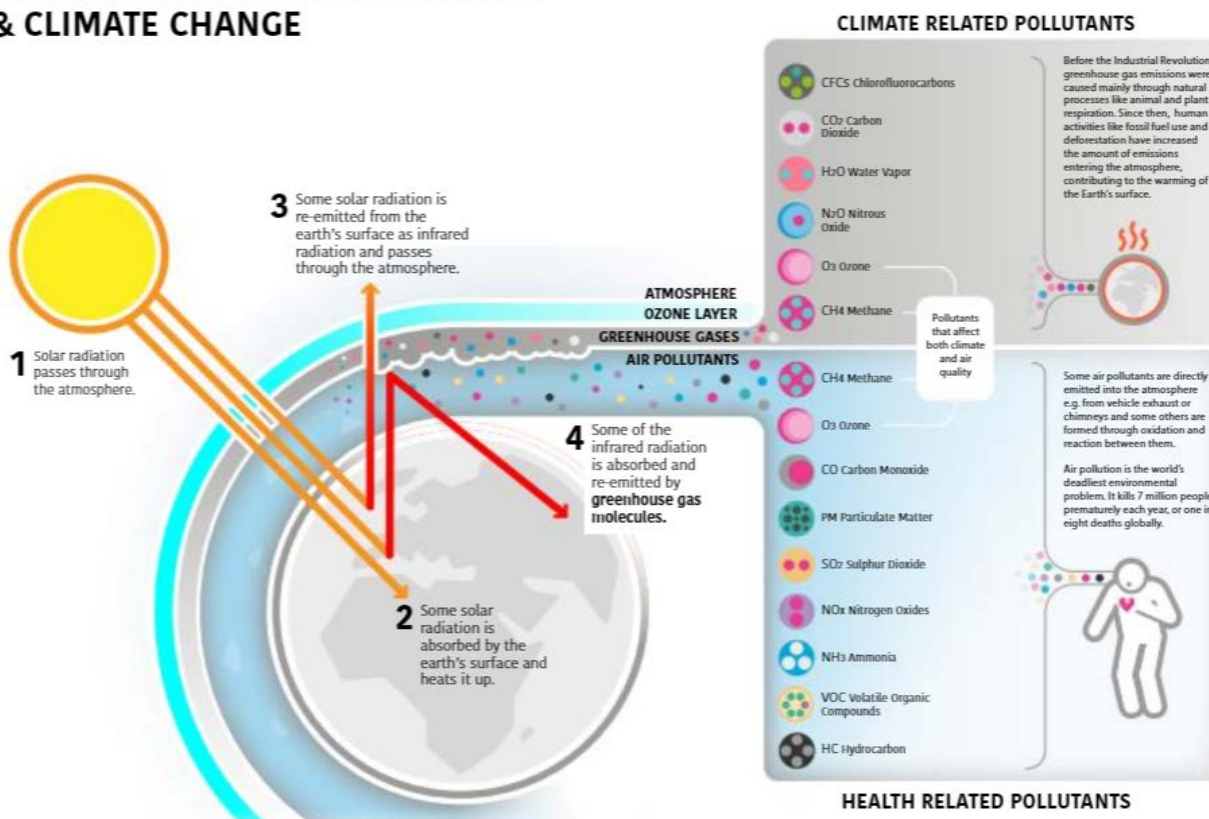 & CLIMATE CHANGE
1 Solar radiation
passes through
the atmosphere.
3 Some solar radiation is
re-emitted from the
earth's surface as infrared
radiation and passes
through the atmosphere.
ATMOSPHERE
OZONE LAYER
GREENHOUSE GASES
AIR POLLUTANTS
4 Some of the
infrared radiation
is absorbed and
re-emitted by
greenhouse gas
molecules.
2 Some solar
radiation is
absorbed by the
earth's surface and
heats it up.
CLIMATE RELATED POLLUTANTS
CFCs Chlorofluorocarbons
CO2 Carbon
Dioxide
H2O Water Vapor
N2O Nitrous
Oxide
O3 Ozone
CH4 Methane
Pollutants
that affect
both climate
and air
quality
Before the Industrial Revolution
greenhouse gas emissions were
caused mainly through natural
processes like animal and plant
respiration. Since then, human
activities like fossil fuel use and
deforestation have increased
the amount of emissions
entering the atmosphere,
contributing to the warming of
the Earth's surface.
CH4 Methane
O3 Ozone
CO Carbon Monoxide
PM Particulate Matter
SO2 Sulphur Dioxide
NOx Nitrogen Oxides
NH3 Ammonia
VOC Volatile Organic
Compounds
HC Hydrocarbon
Some air pollutants are directly
emitted into the atmosphere
e.g. from vehicle exhaust or
chimneys and some others are
formed through oxidation and
reaction between them.
Air pollution is the world's
deadliest environmental
problem. It kills 7 million people
prematurely each year, or one in
eight deaths globally.
HEALTH RELATED POLLUTANTS